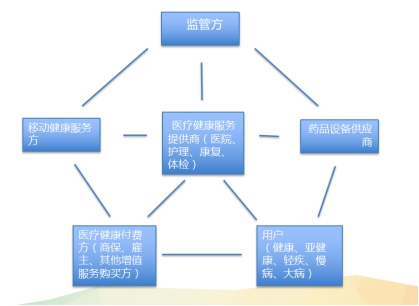 监管方
移动健康服务
方
医疗健康服务
提供商（医院、
护理、康复、
体检）
药品设备供应
商
医疗健康付费
方（商保、雇
主、其他增值
服务购买方）
用户
（健康、亚健
康、轻疾、慢
病、大病）